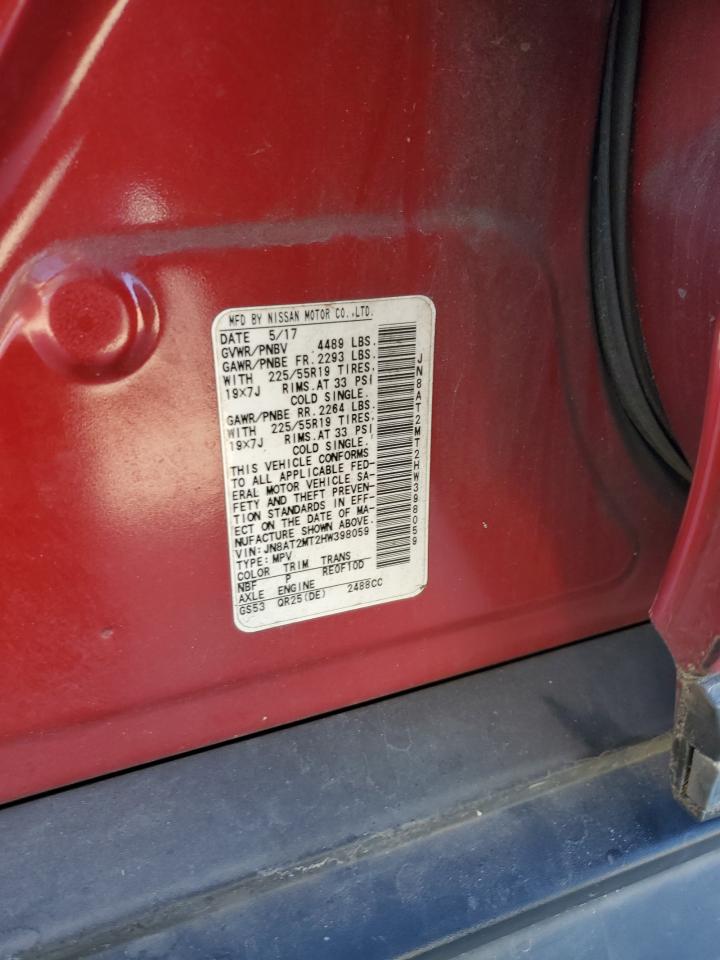 MFD BY NISSAN MOTOR CO.,LTD.
DATE 5/17
GVWR/PNBV 4489 LBS.
GAWR/PNBE FR. 2293 LBS.
WITH 225/55R19 TIRES,
19×7J RIMS.AT 33 PSI
COLD SINGLE.
GAWR/PNBE RR. 2264 LBS.
WITH 225/55R19 TIRES,
19×7J RIMS.AT 33 PSI
COLD SINGLE.
THIS VEHICLE CONFORMS
TO ALL APPLICABLE FED-
ERAL MOTOR VEHICLE SA-
FETY AND THEFT PREVEN-
TION STANDARDS IN EFF-
ECT ON THE DATE OF MA-
NUFACTURE SHOWN ABOVE.
VIN: JN8AT2MT2HW398059
TYPE: MPV
COLOR TRIM TRANS
NBF P RE0F10D
AXLE ENGINE
GS53 QR25(DE) 2488CC
JN8AT2MT2HW398059